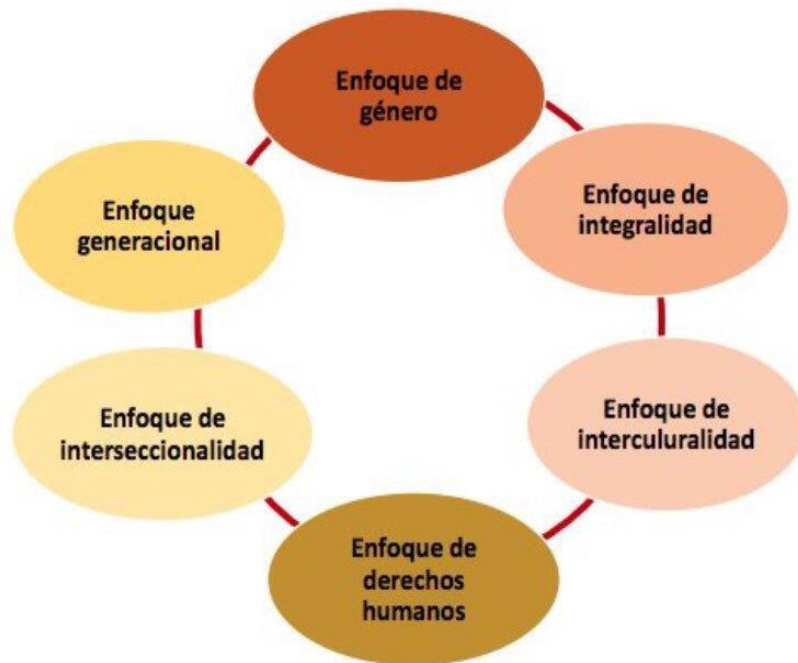 Enfoque de
género
Enfoque de
integralidad
Enfoque de
interculuralidad
Enfoque de
derechos
humanos
Enfoque de
interseccionalidad
Enfoque
generacional